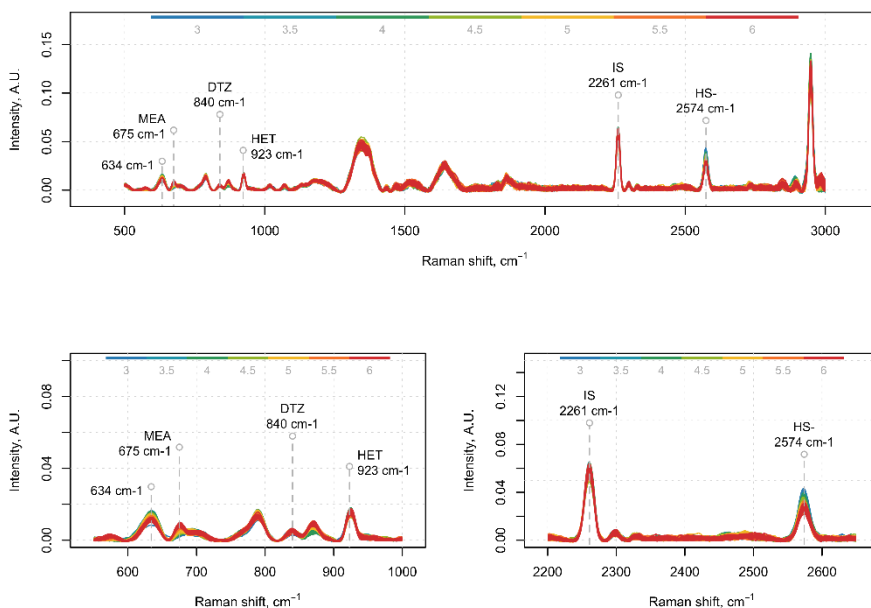 3 3.5 4 4.5 5 5.5 6
Intensity, A.U.
0.00 0.05 0.10 0.15
634 cm-1
MEA
675 cm-1
DTZ
840 cm-1
HET
923 cm-1
IS
2261 cm-1
HS-
2574 cm-1
500 1000 1500 2000 2500 3000
Raman shift, cm−1
3 3.5 4 4.5 5 5.5 6
Intensity, A.U.
0.00 0.04 0.08
634 cm-1
MEA
675 cm-1
DTZ
840 cm-1
HET
923 cm-1
600 700 800 900 1000
Raman shift, cm−1
3 3.5 4 4.5 5 5.5 6
Intensity, A.U.
0.00 0.04 0.08 0.12
IS
2261 cm-1
HS-
2574 cm-1
2200 2300 2400 2500 2600
Raman shift, cm−1